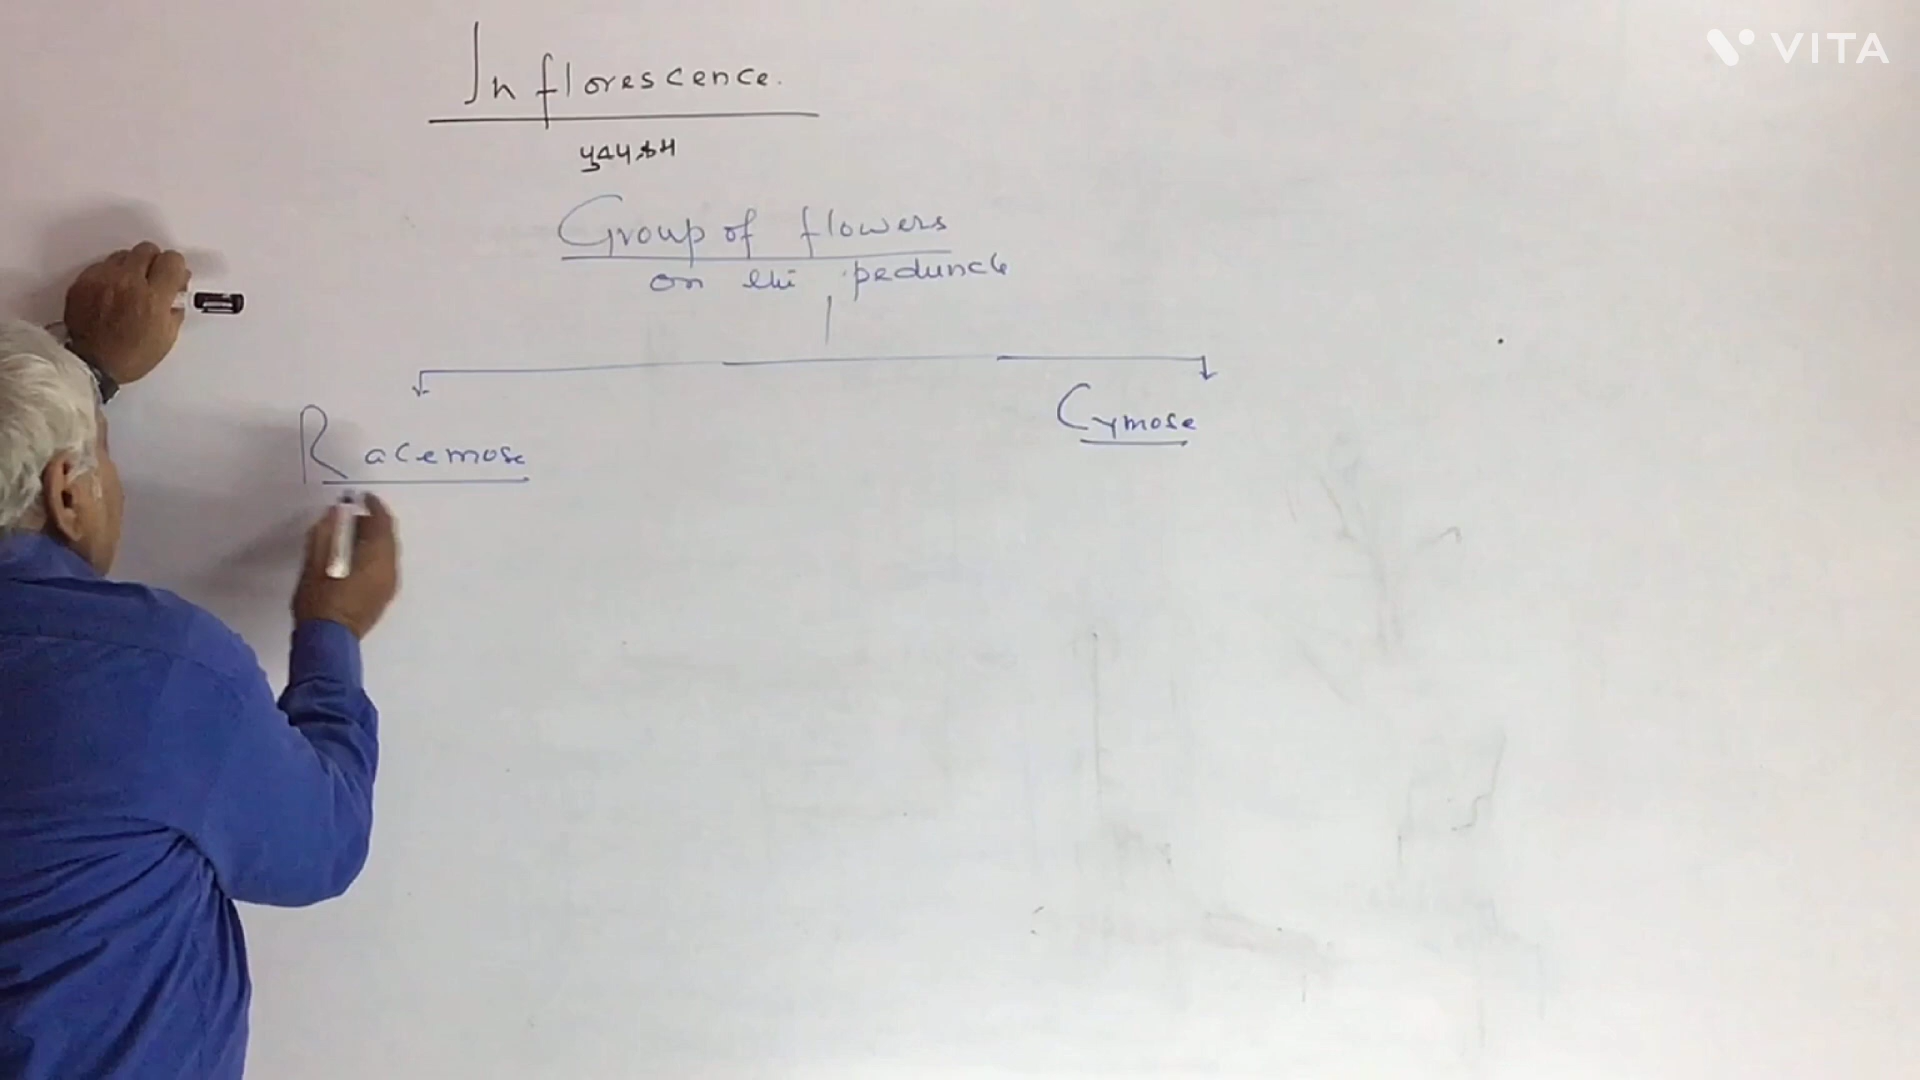 VITA
Inflorescence.
पुष्पक्रम
Group of flowers
on the peduncle
Racemose
Cymose